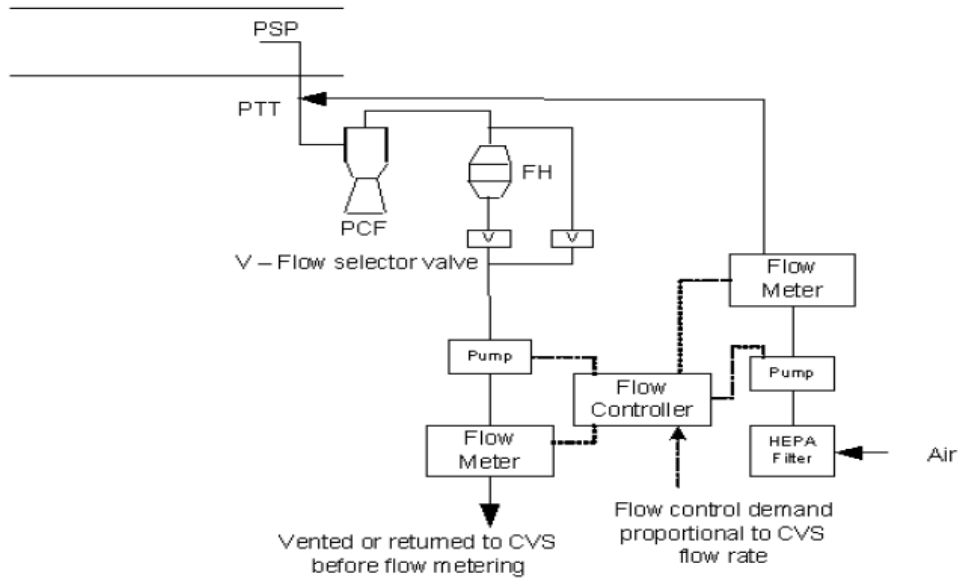 PSP
PTT
PCF
FH
V
V
V – Flow selector valve
Flow
Meter
Pump
Pump
Flow
Controller
Flow
Meter
HEPA
Filter
Air
Flow control demand
proportional to CVS
flow rate
Vented or returned to CVS
before flow metering